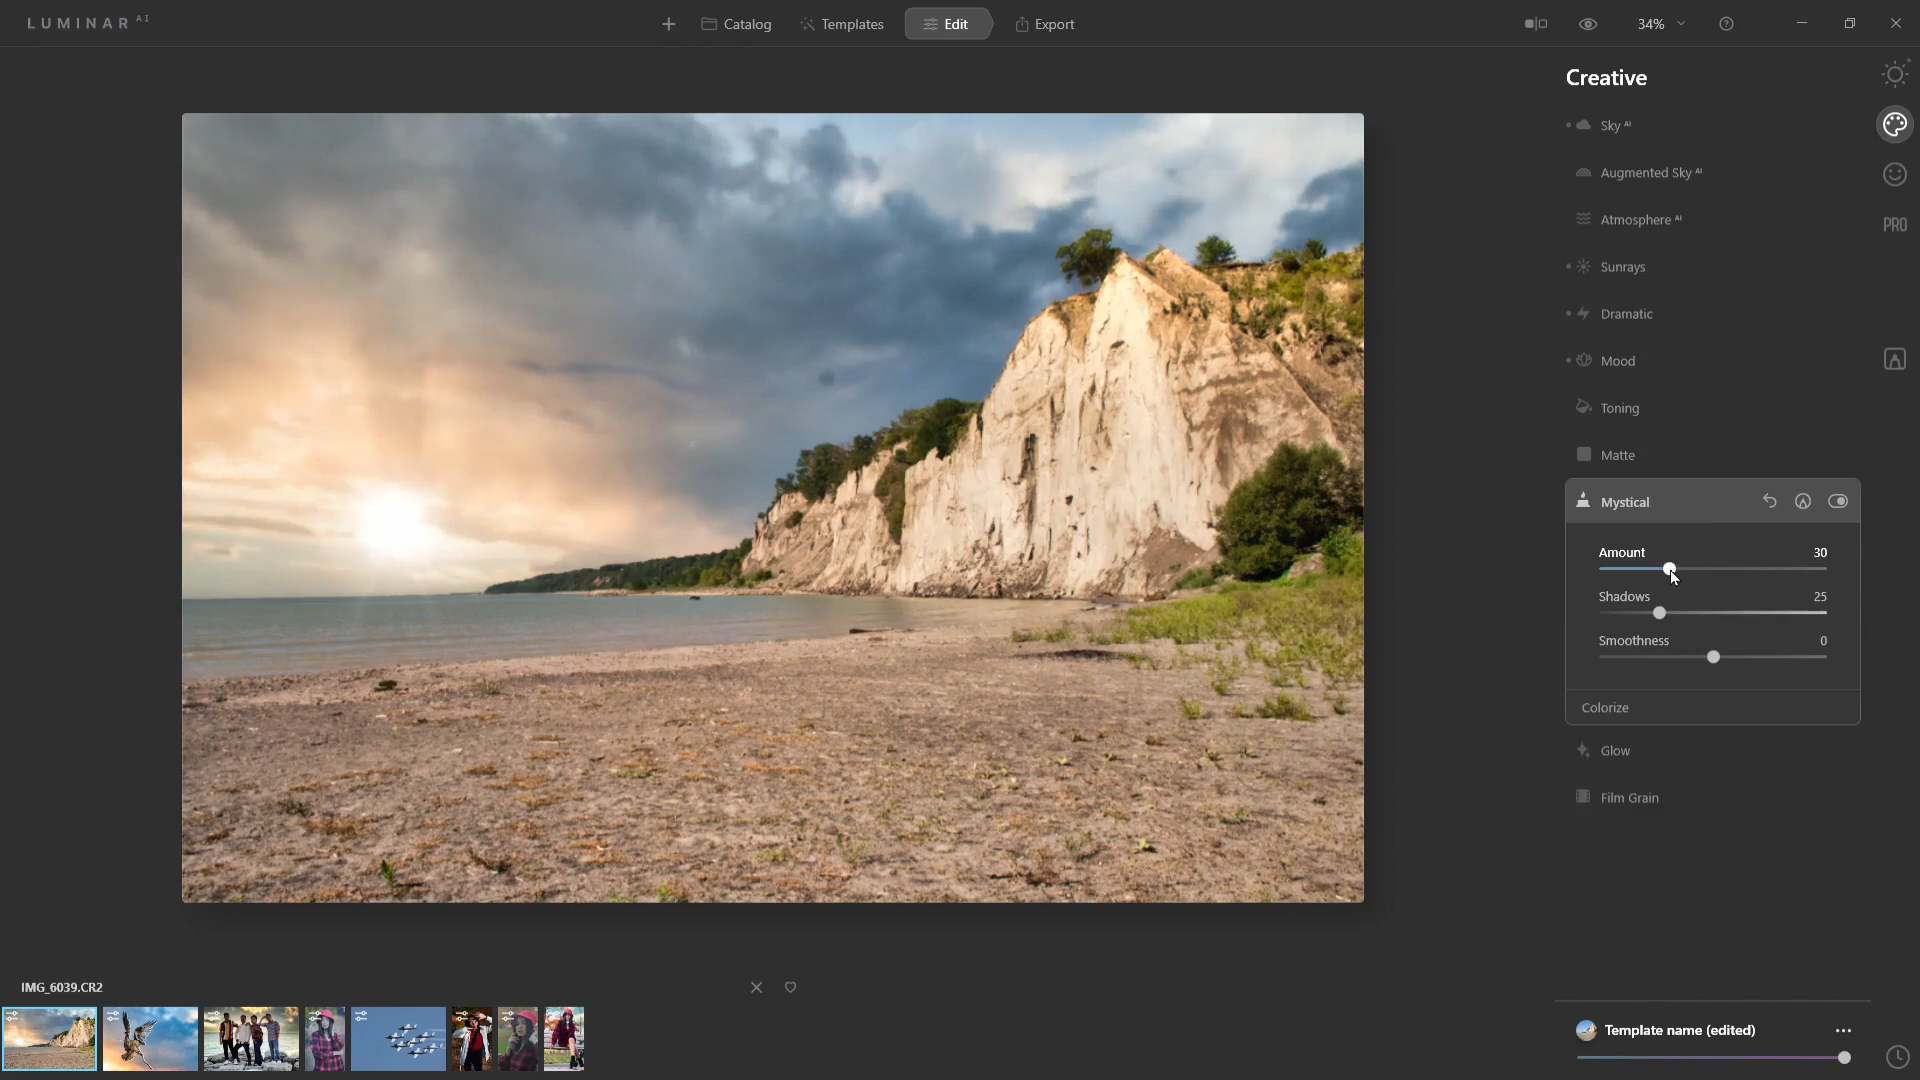 LUMINAR AI
Catalog
Templates
Edit
Export
34%
Creative
Sky AI
Augmented Sky AI
Atmosphere AI
Sunrays
Dramatic
Mood
Toning
Matte
Mystical
Amount 30
Shadows 25
Smoothness 0
Colorize
Glow
Film Grain
PRO
IMG_6039.CR2
Template name (edited)